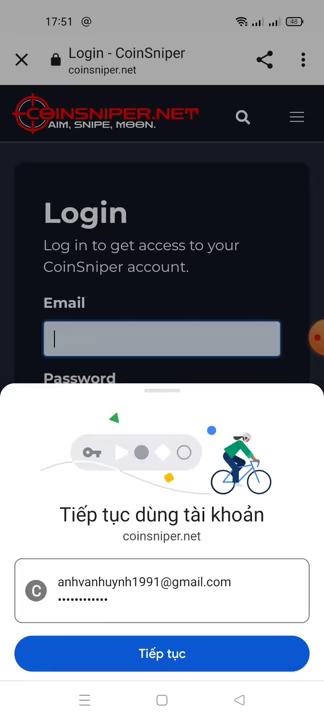 17:51 @ 48
Login - CoinSniper
coinsniper.net
COINSNIPER.NET
AIM, SNIPE, MOON.
Login
Log in to get access to your
CoinSniper account.
Email
Password
Tiếp tục dùng tài khoản
coinsniper.net
C
anhvanhuynh1991@gmail.com
••••••••••••
Tiếp tục